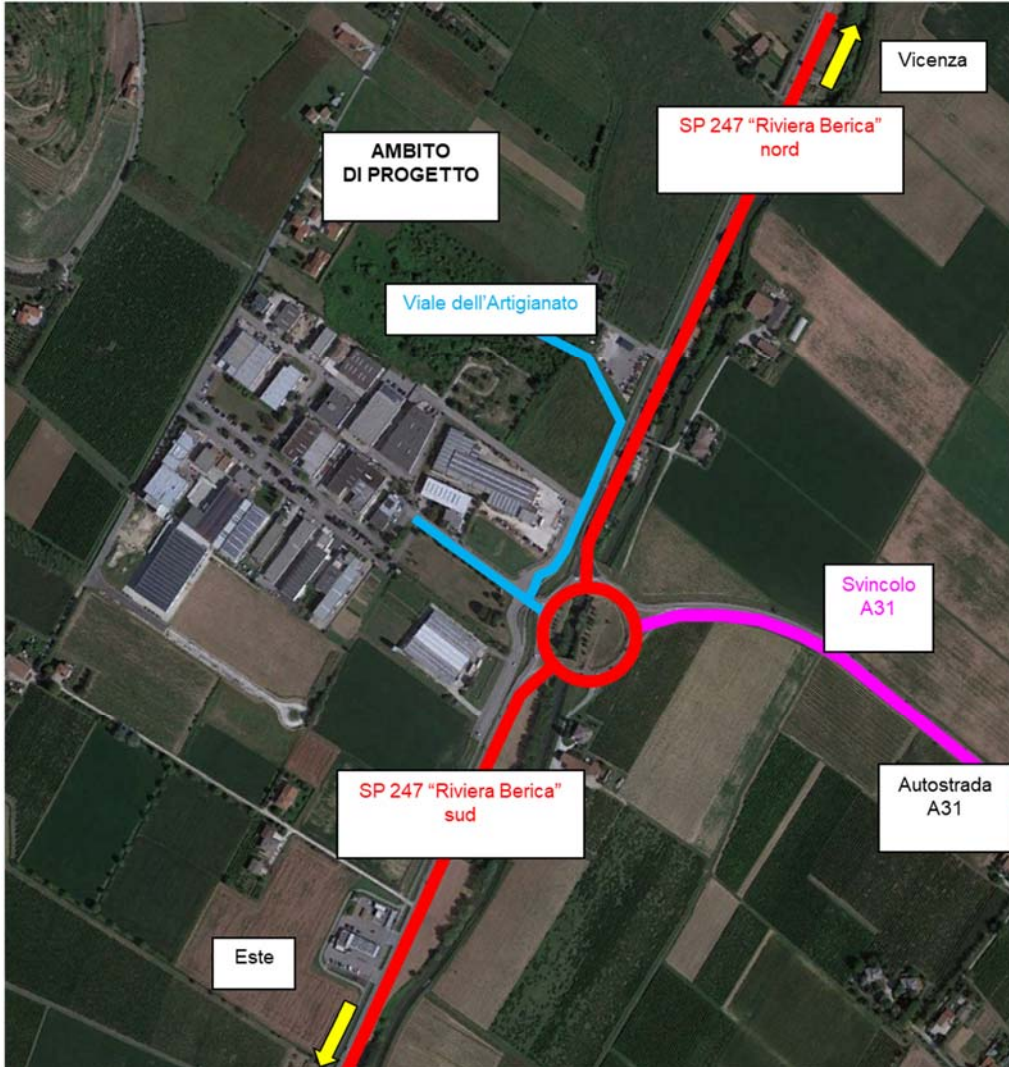 Vicenza
SP 247 “Riviera Berica”
nord
AMBITO
DI PROGETTO
Viale dell’Artigianato
Svincolo
A31
Autostrada
A31
SP 247 “Riviera Berica”
sud
Este